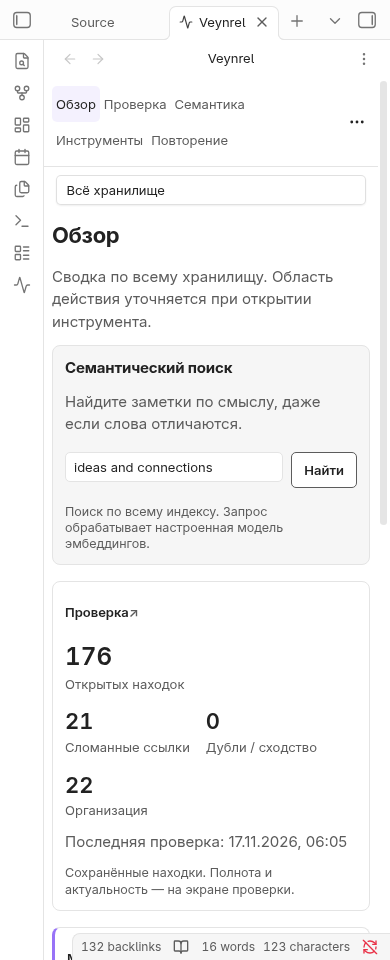 Source
Veynrel
Veynrel
Обзор Проверка Семантика
Инструменты Повторение
Всё хранилище
Обзор
Сводка по всему хранилищу. Область
действия уточняется при открытии
инструмента.
Семантический поиск
Найдите заметки по смыслу, даже
если слова отличаются.
ideas and connections
Найти
Поиск по всему индексу. Запрос
обрабатывает настроенная модель
эмбеддингов.
Проверка↗
176
Открытых находок
21
Сломанные ссылки
0
Дубли / сходство
22
Организация
Последняя проверка: 17.11.2026, 06:05
Сохранённые находки. Полнота и
актуальность — на экране проверки.
132 backlinks 16 words 123 characters